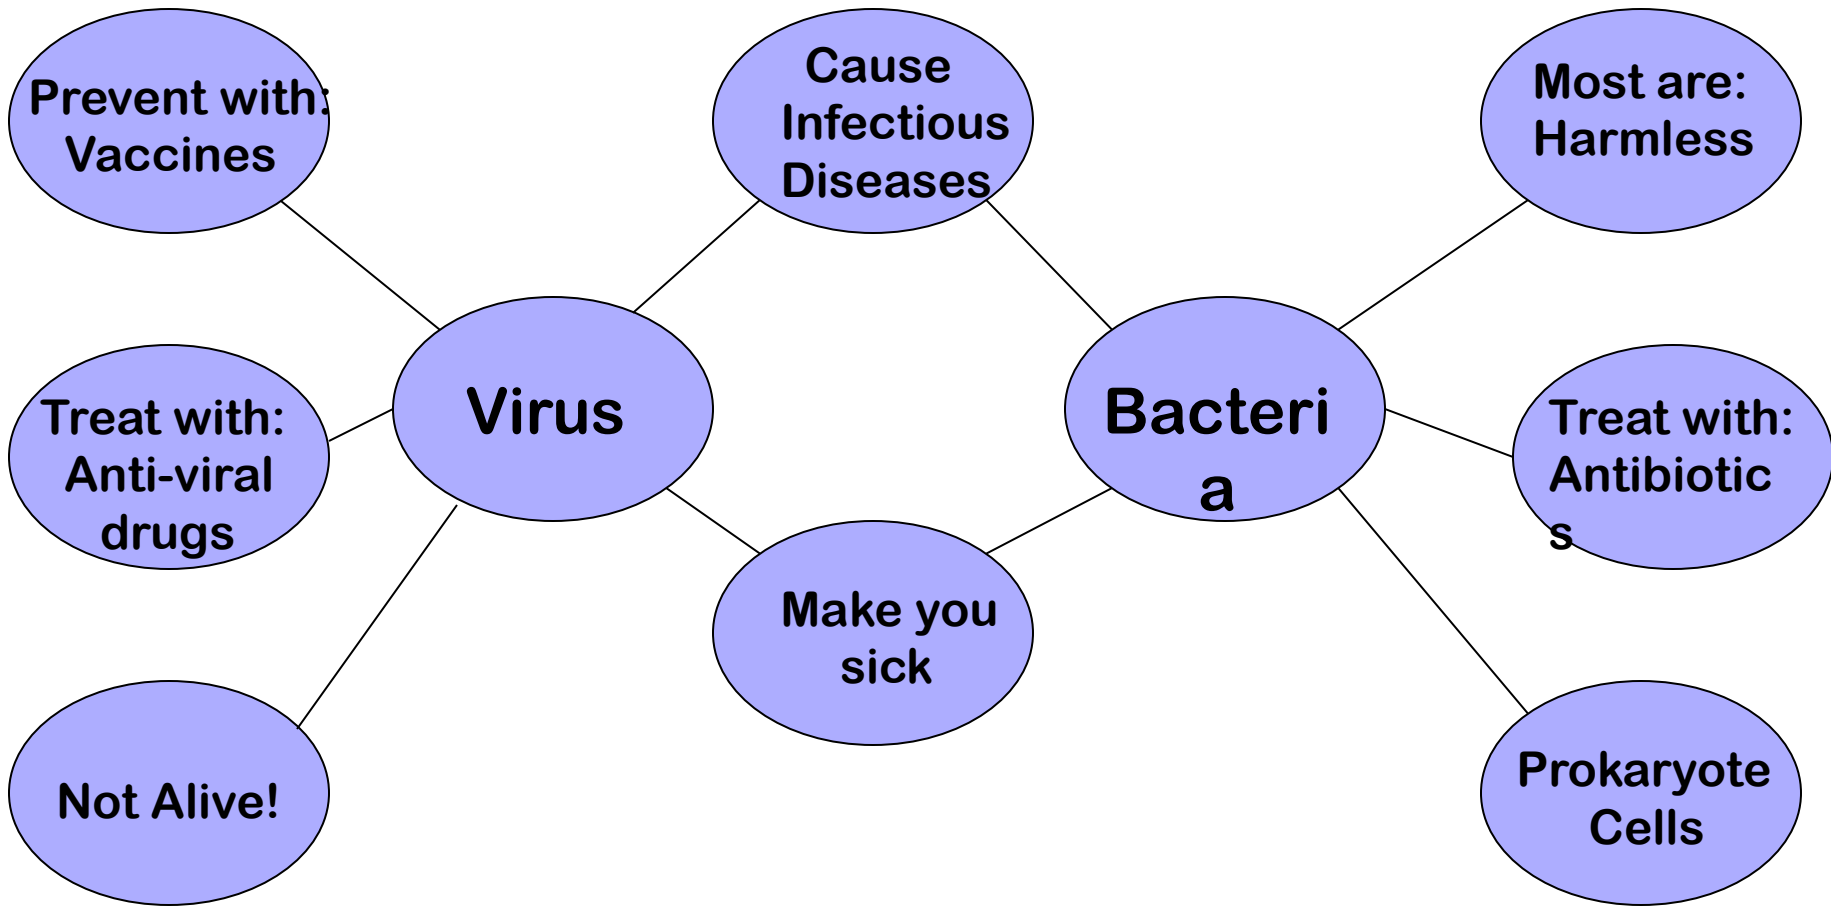 Prevent with:
Vaccines
Cause
Infectious
Diseases
Most are:
Harmless
Treat with:
Anti-viral
drugs
Virus
Bacteri
a
Treat with:
Antibiotic
s
Make you
sick
Not Alive!
Prokaryote
Cells